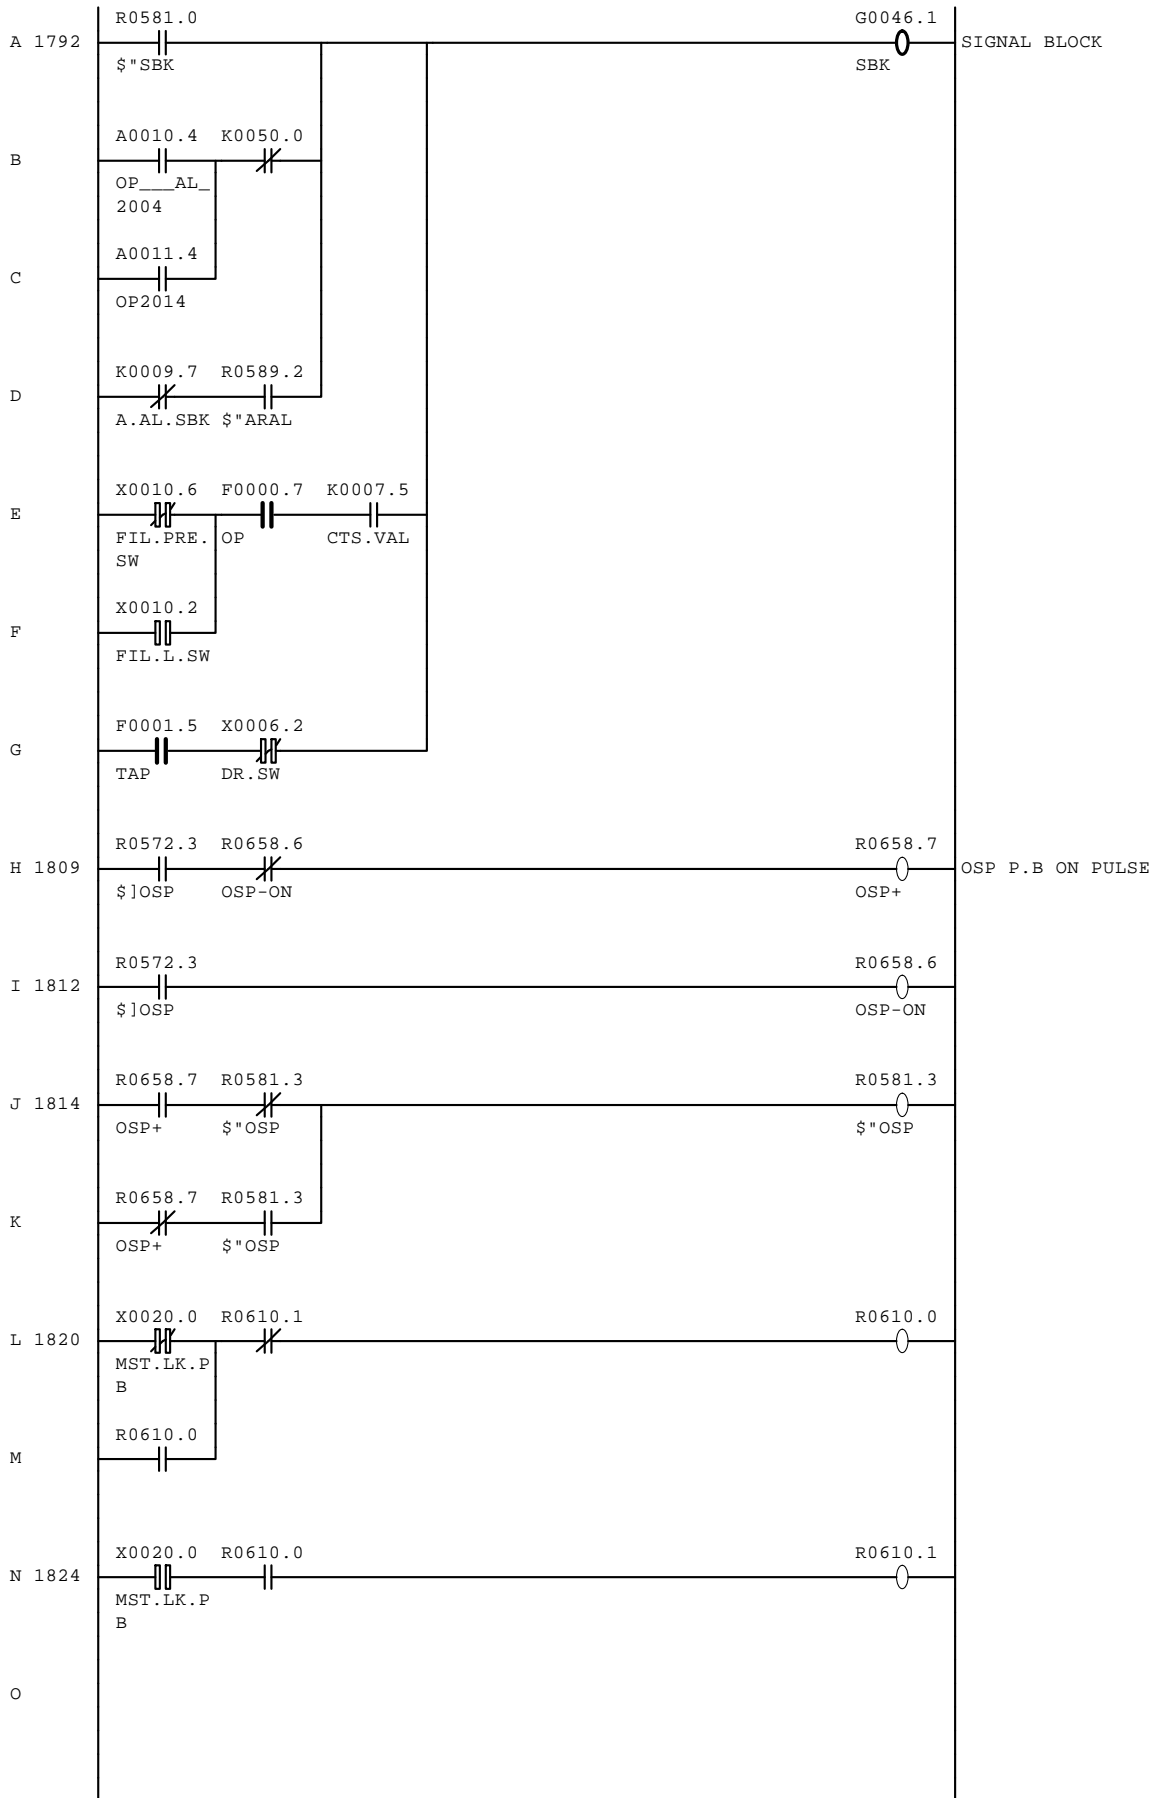 R0581.0 G0046.1
A 1792 SIGNAL BLOCK
$"SBK SBK
A0010.4 K0050.0
B
OP___AL_
2004
A0011.4
C
OP2014
K0009.7 R0589.2
D
A.AL.SBK $"ARAL
X0010.6 F0000.7 K0007.5
E
FIL.PRE. OP CTS.VAL
SW
X0010.2
F
FIL.L.SW
F0001.5 X0006.2
G
TAP DR.SW
R0572.3 R0658.6 R0658.7
H 1809 OSP P.B ON PULSE
$]OSP OSP-ON OSP+
R0572.3 R0658.6
I 1812
$]OSP OSP-ON
R0658.7 R0581.3 R0581.3
J 1814
OSP+ $"OSP $"OSP
R0658.7 R0581.3
K
OSP+ $"OSP
X0020.0 R0610.1 R0610.0
L 1820
MST.LK.P
B
R0610.0
M
X0020.0 R0610.0 R0610.1
N 1824
MST.LK.P
B
O